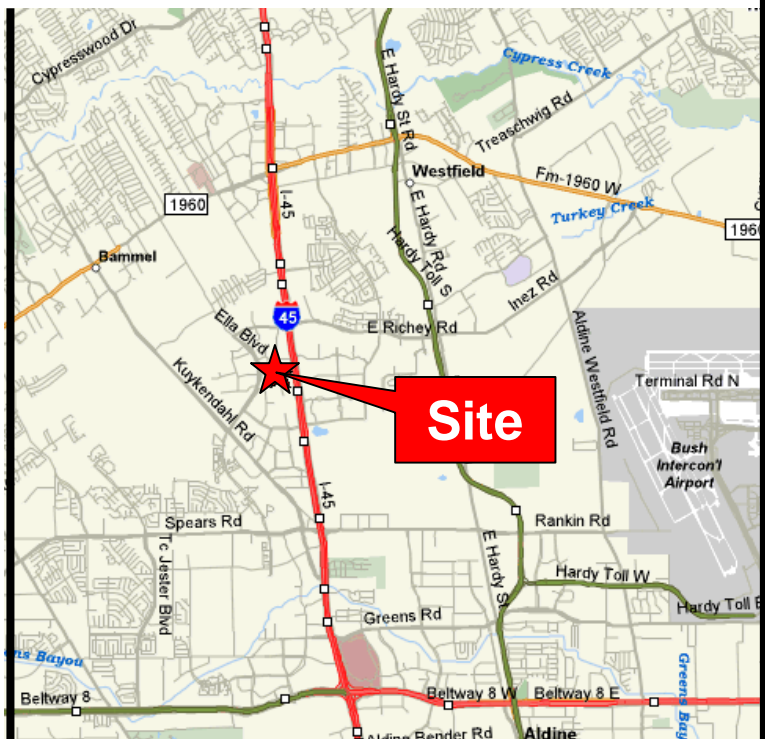 Cypresswood Dr
E Hardy St Rd
Cypress Creek
Treaschwig Rd
Westfield
Fm-1960 W
1960
I-45
E Hardy Rd
Turkey Creek
1960
Bammel
Hardy Toll S
Inez Rd
Ella Blvd
45
E Richey Rd
Aldine Westfield Rd
Kuykendahl Rd
Site
Terminal Rd N
Bush
Intercon'l
Airport
I-45
Spears Rd
Rankin Rd
Tc Jester Blvd
E Hardy St
Hardy Toll W
Hardy Toll E
Greens Rd
ens Bayou
Greens Bay
Beltway 8
Beltway 8 W
Beltway 8 E
Aldine Bender Rd
Aldine